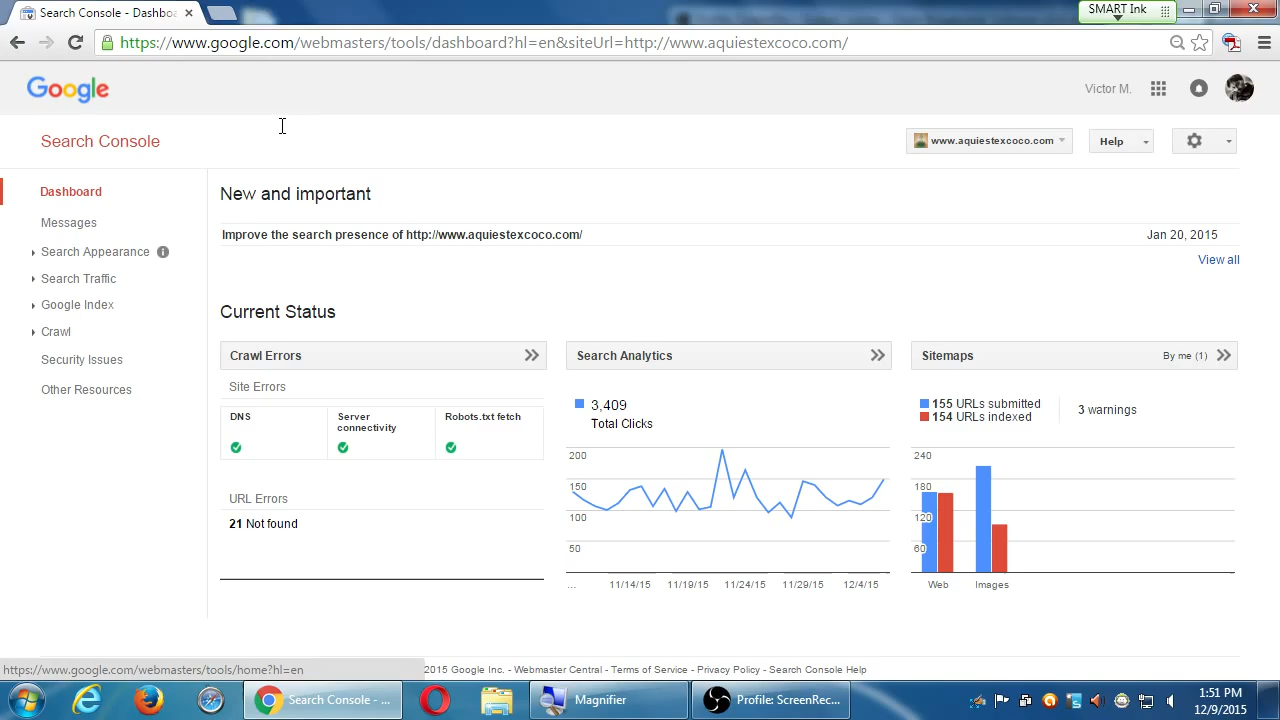 Search Console - Dashbo
SMART Ink
https://www.google.com/webmasters/tools/dashboard?hl=en&siteUrl=http://www.aquiestexcoco.com/
Google
Victor M.
Search Console
www.aquiestexcoco.com
Help
Dashboard
Messages
Search Appearance
Search Traffic
Google Index
Crawl
Security Issues
Other Resources
New and important
Improve the search presence of http://www.aquiestexcoco.com/
Jan 20, 2015
View all
Current Status
Crawl Errors
Site Errors
DNS
Server
connectivity
Robots.txt fetch
URL Errors
21 Not found
Search Analytics
3,409
Total Clicks
200
150
100
50
...
11/14/15
11/19/15
11/24/15
11/29/15
12/4/15
Sitemaps
By me (1)
155 URLs submitted
154 URLs indexed
3 warnings
240
180
120
60
Web
Images
https://www.google.com/webmasters/tools/home?hl=en
2015 Google Inc. - Webmaster Central - Terms of Service - Privacy Policy - Search Console Help
Search Console - ...
Magnifier
Profile: ScreenRec...
1:51 PM
12/9/2015